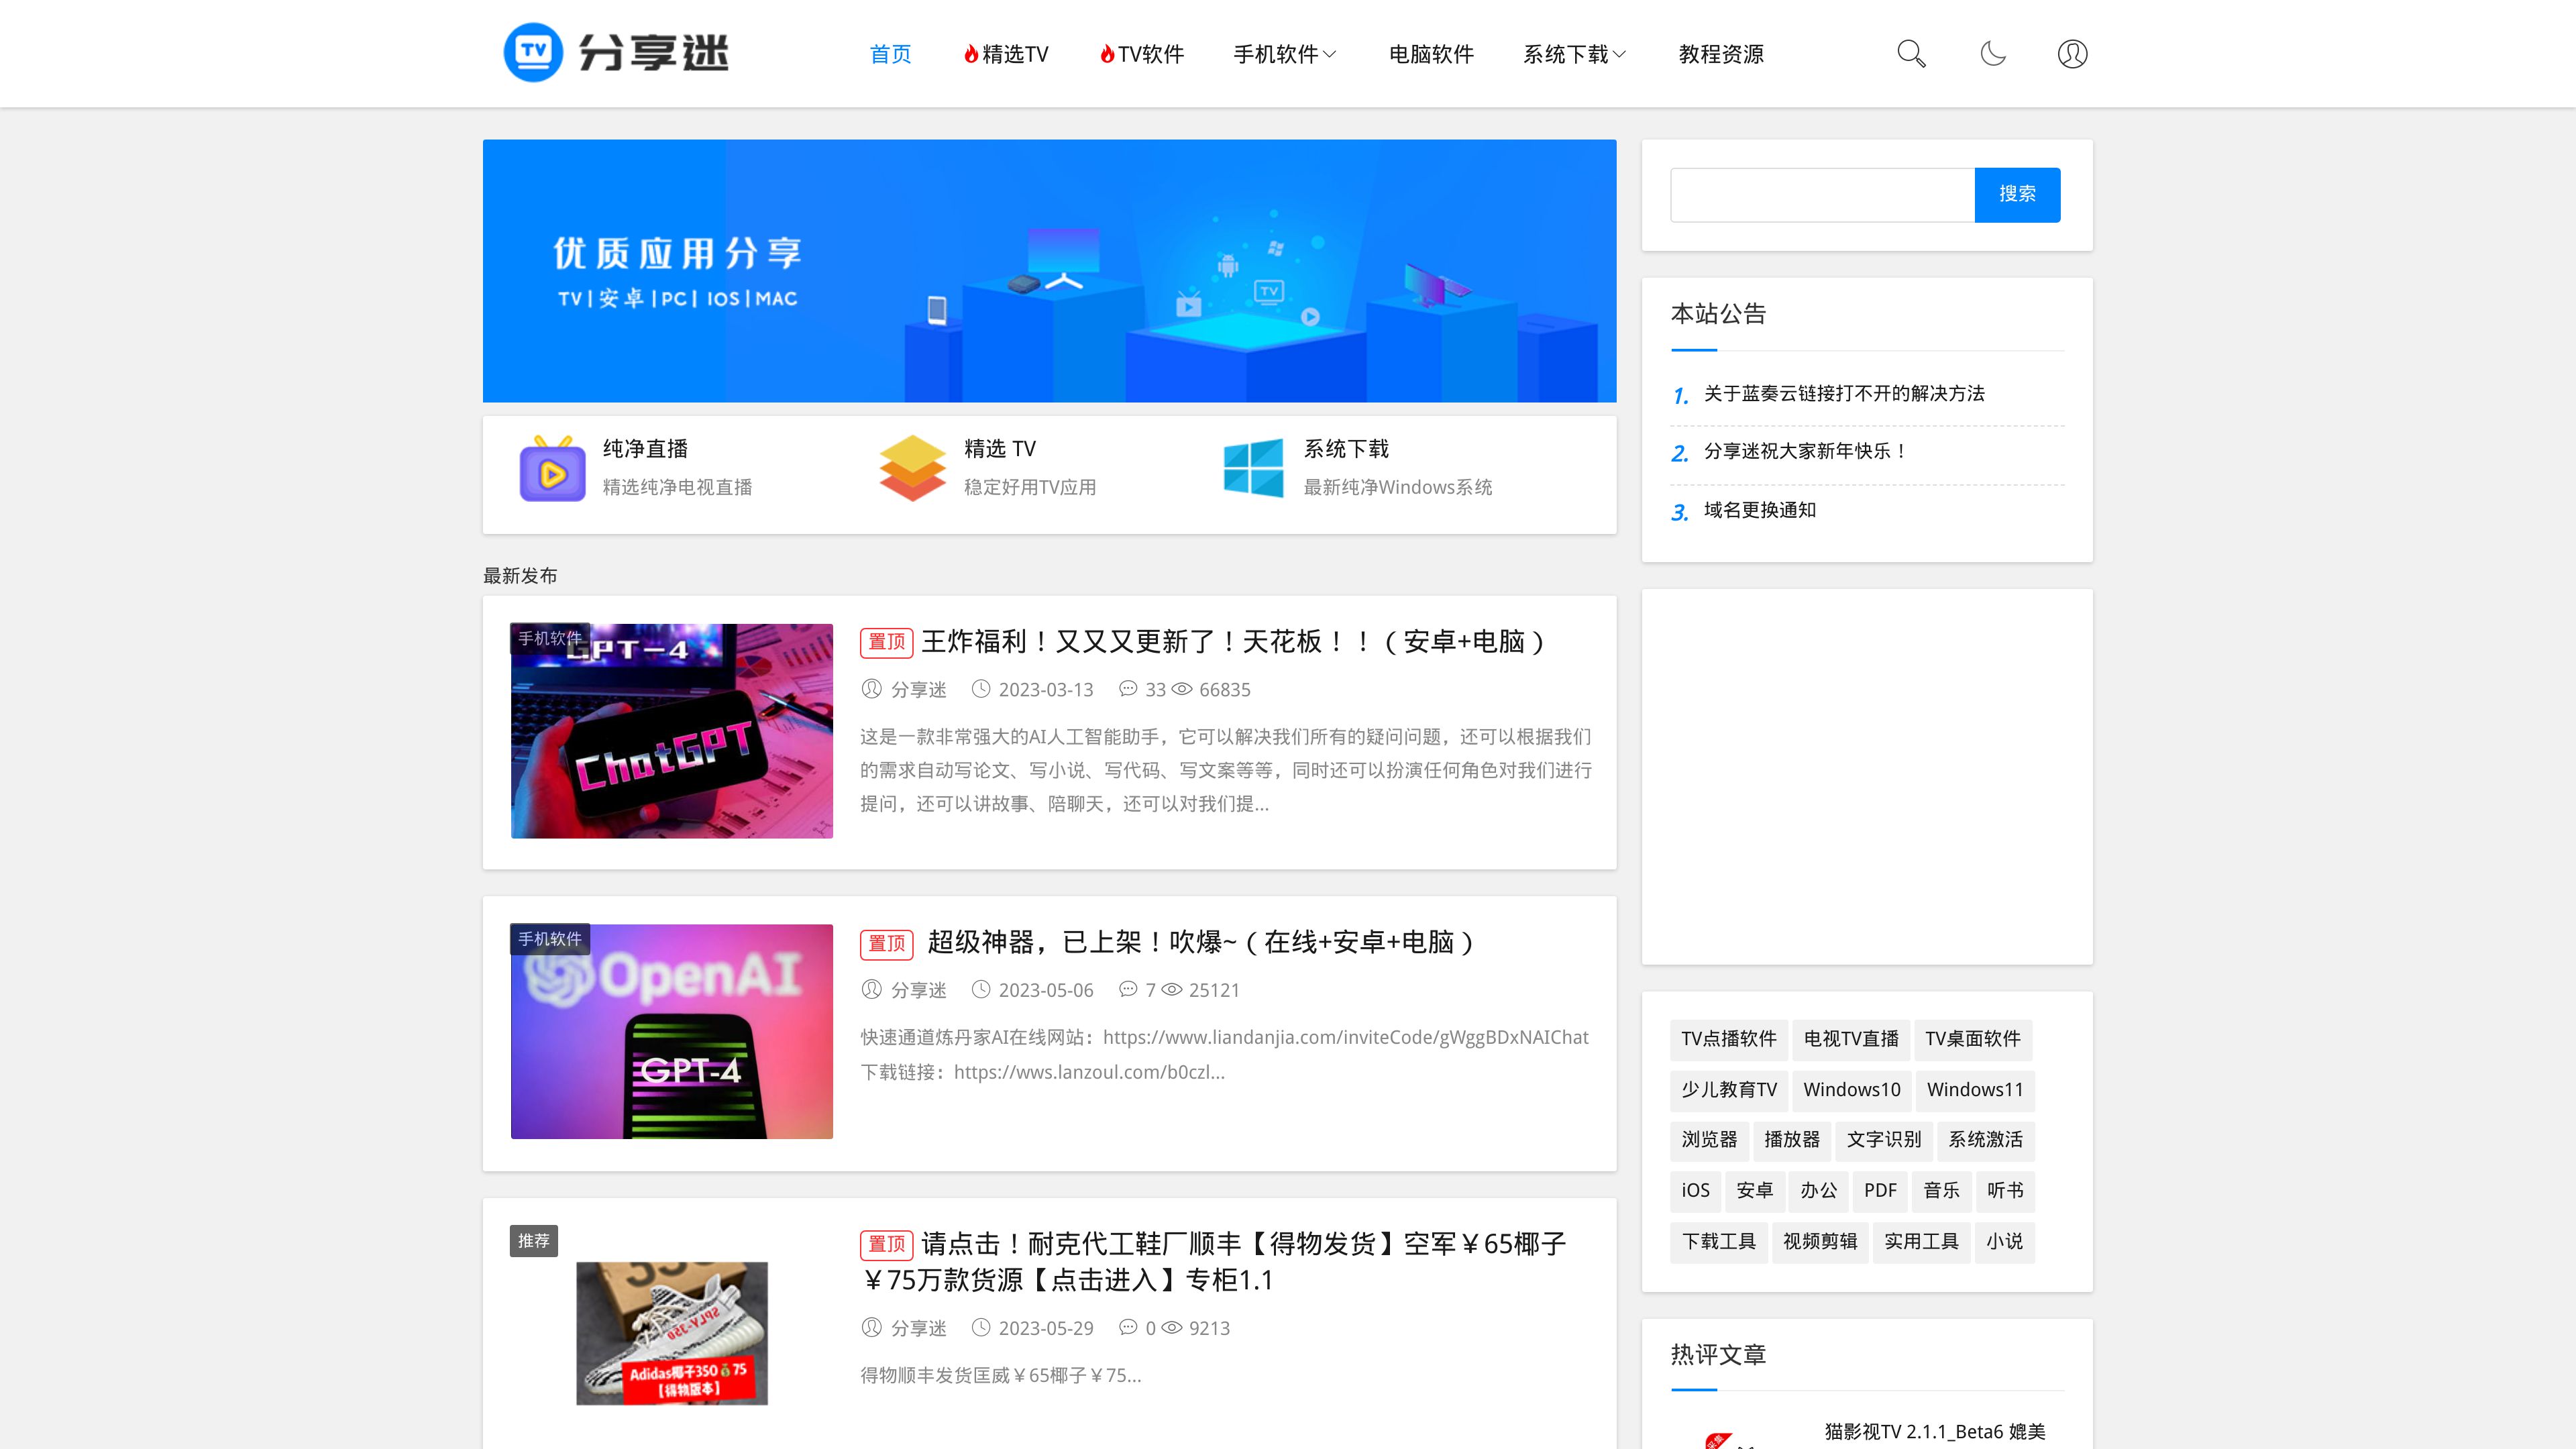 TV 分享迷
首页 精选TV TV软件 手机软件 电脑软件 系统下载 教程资源
优质应用分享
TV|安卓|PC|IOS|MAC
TV
搜索
本站公告
1. 关于蓝奏云链接打不开的解决方法
2. 分享迷祝大家新年快乐！
3. 域名更换通知
纯净直播
精选纯净电视直播
精选 TV
稳定好用TV应用
系统下载
最新纯净Windows系统
最新发布
手机软件
GPT-4
ChatGPT
置顶 王炸福利！又又又更新了！天花板！！（安卓+电脑）
分享迷 2023-03-13 33 66835
这是一款非常强大的AI人工智能助手，它可以解决我们所有的疑问问题，还可以根据我们
的需求自动写论文、写小说、写代码、写文案等等，同时还可以扮演任何角色对我们进行
提问，还可以讲故事、陪聊天，还可以对我们提...
手机软件
OpenAI
GPT-4
置顶 超级神器，已上架！吹爆~（在线+安卓+电脑）
分享迷 2023-05-06 7 25121
快速通道炼丹家AI在线网站：https://www.liandanjia.com/inviteCode/gWggBDxNAIChat
下载链接：https://wws.lanzoul.com/b0czl...
推荐
350
SPLY-350
Adidas椰子350💰75
【得物版本】
置顶 请点击！耐克代工鞋厂顺丰【得物发货】空军￥65椰子
￥75万款货源【点击进入】专柜1.1
分享迷 2023-05-29 0 9213
得物顺丰发货匡威￥65椰子￥75...
TV点播软件 电视TV直播 TV桌面软件
少儿教育TV Windows10 Windows11
浏览器 播放器 文字识别 系统激活
iOS 安卓 办公 PDF 音乐 听书
下载工具 视频剪辑 实用工具 小说
热评文章
猫影视TV 2.1.1_Beta6 媲美